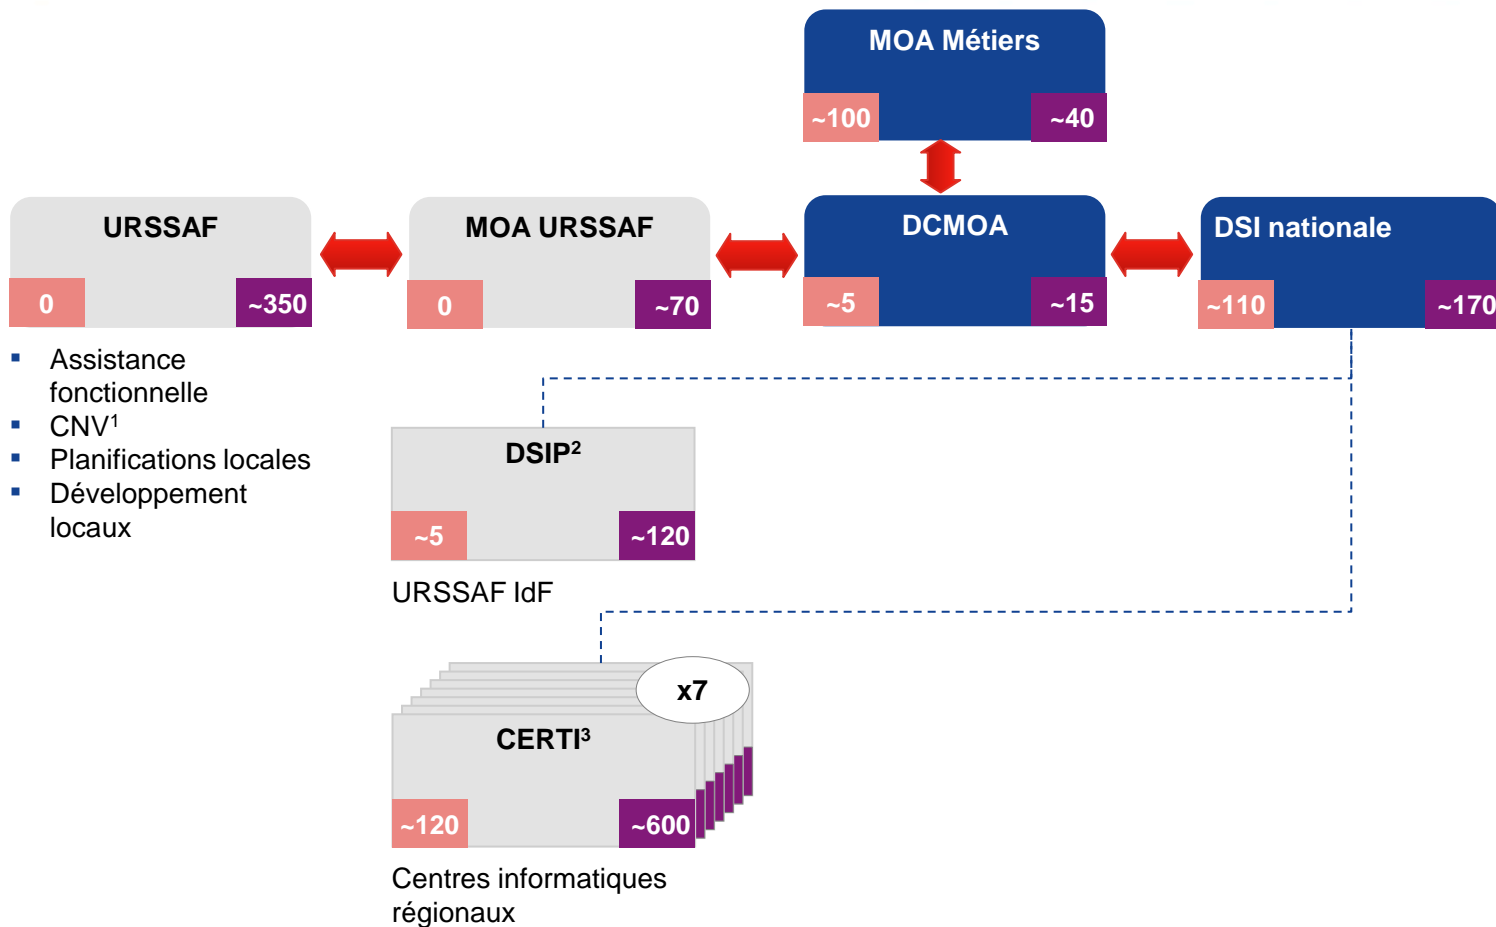 MOA Métiers
~100
~40
URSSAF
MOA URSSAF
DCMOA
DSI nationale
0
~350
0
~70
~5
~15
~110
~170
▪ Assistance
fonctionnelle
▪ CNV¹
▪ Planifications locales
▪ Développement
locaux
DSIP²
~5
~120
URSSAF IdF
x7
CERTI³
~120
~600
Centres informatiques
régionaux